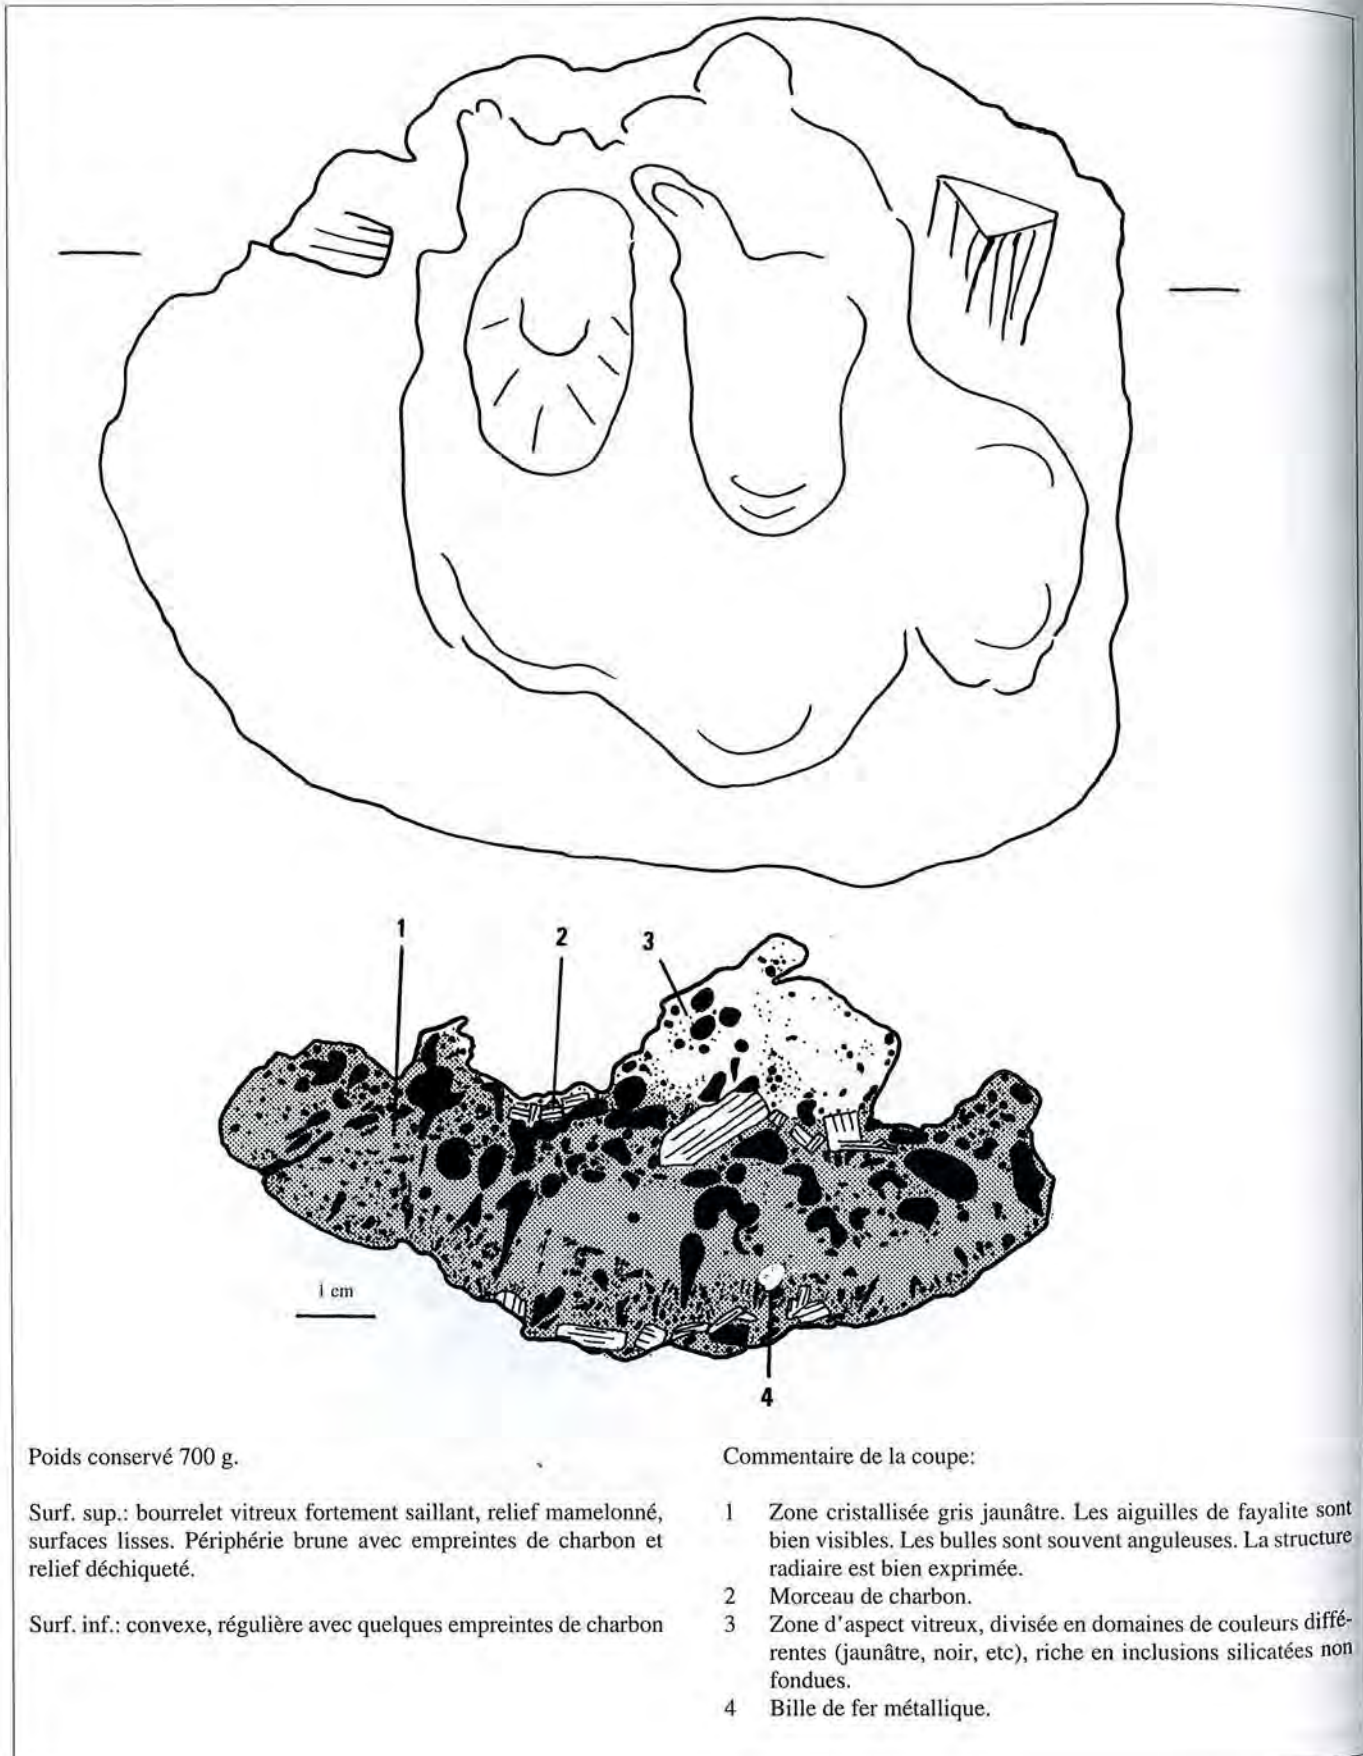 1
2
3
1 cm
4
Poids conservé 700 g.
Surf. sup.: bourrelet vitreux fortement saillant, relief mamelonné,
surfaces lisses. Périphérie brune avec empreintes de charbon et
relief déchiqueté.
Surf. inf.: convexe, régulière avec quelques empreintes de charbon
Commentaire de la coupe:
1 Zone cristallisée gris jaunâtre. Les aiguilles de fayalite sont
bien visibles. Les bulles sont souvent anguleuses. La structure
radiaire est bien exprimée.
2 Morceau de charbon.
3 Zone d'aspect vitreux, divisée en domaines de couleurs diffé-
rentes (jaunâtre, noir, etc), riche en inclusions silicatées non
fondues.
4 Bille de fer métallique.